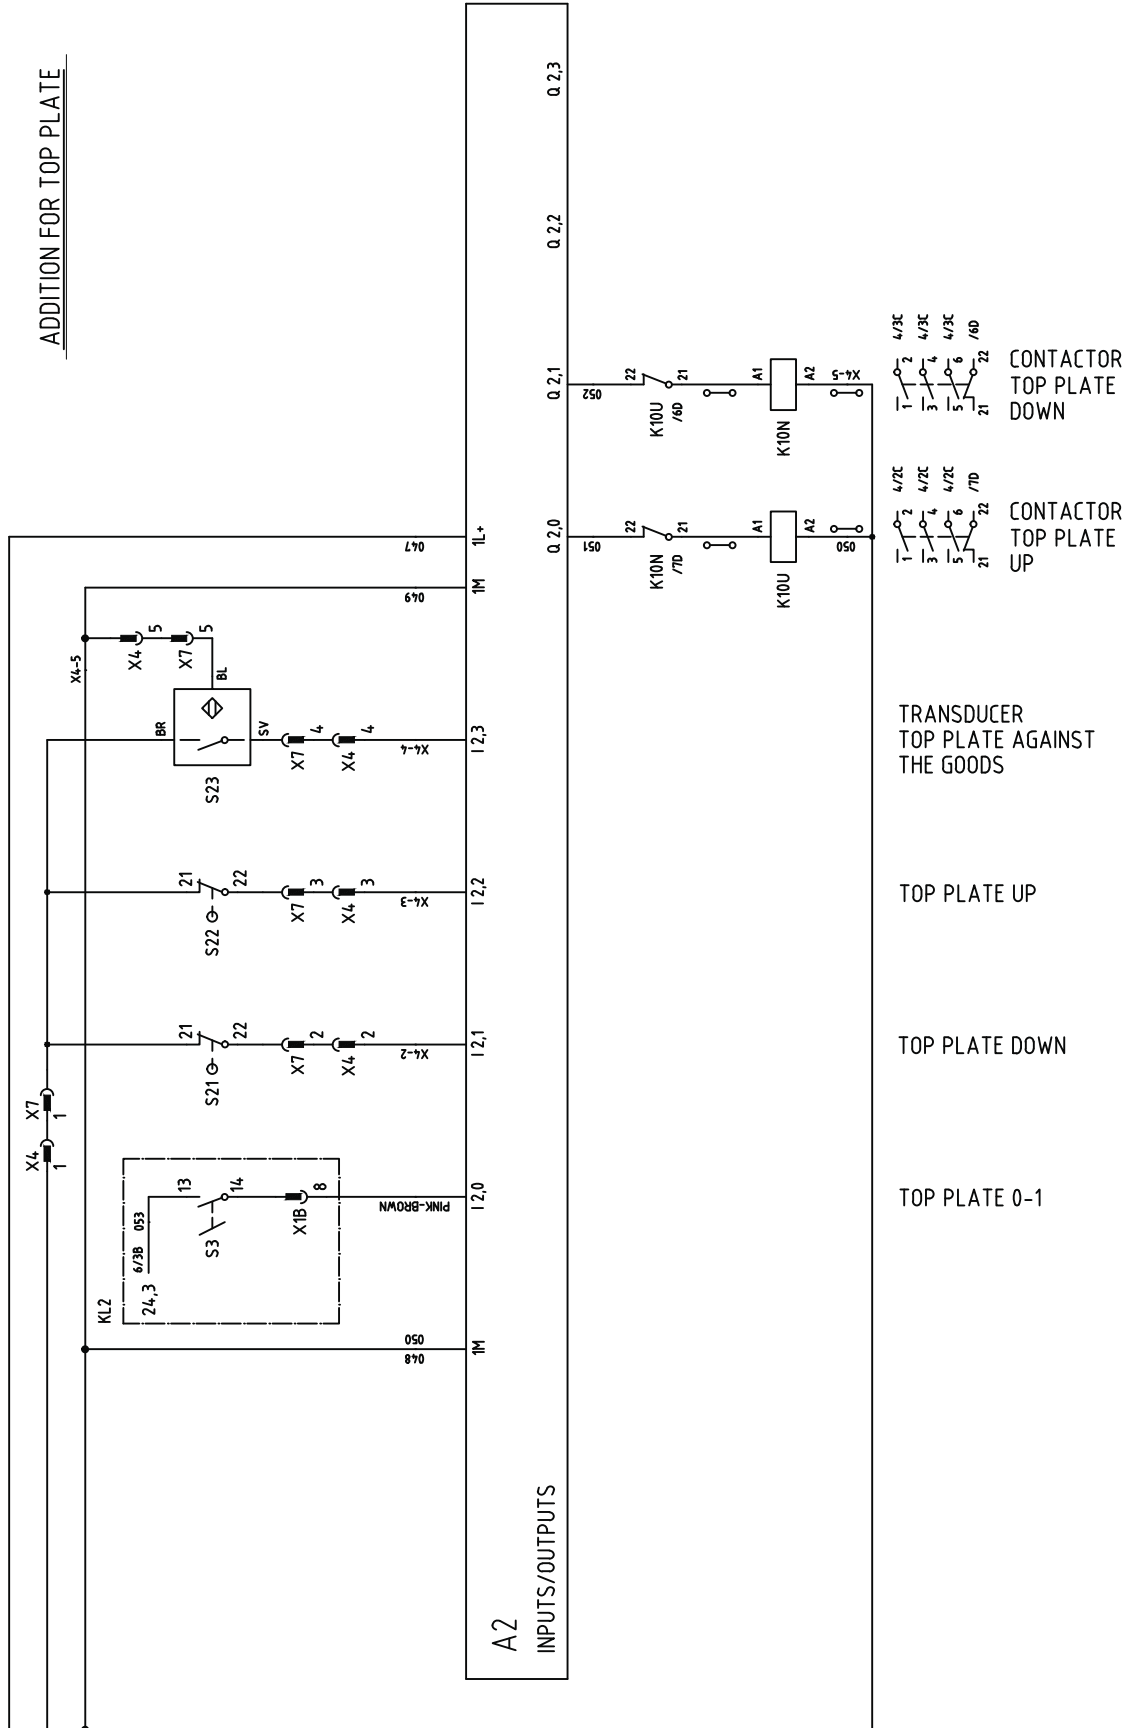 ADDITION FOR TOP PLATE
Q 2,3
Q 2,2
Q 2,1
052
22
21
K10U
/6D
A1
A2
K10N
X4-5
4/3C
4/3C
4/3C
/6D
2
4
6
22
1
3
5
21
CONTACTOR
TOP PLATE
DOWN
047
1L+
Q 2,0
051
22
21
K10N
/7D
A1
A2
K10U
050
4/2C
4/2C
4/2C
/7D
2
4
6
22
1
3
5
21
CONTACTOR
TOP PLATE
UP
049
1M
X4-5
X4
5
X7
5
BL
BR
SV
S23
X7
4
X4
4
X4-4
I 2,3
TRANSDUCER
TOP PLATE AGAINST
THE GOODS
21
22
S22
X7
3
X4
3
X4-3
I 2,2
TOP PLATE UP
21
22
S21
X7
2
X4
2
X4-2
I 2,1
TOP PLATE DOWN
X7
1
X4
1
KL2
24,3
6/3B
053
13
14
S3
X1B
8
PINK-BROWN
I 2,0
TOP PLATE 0-1
050
048
1M
A2
INPUTS/OUTPUTS